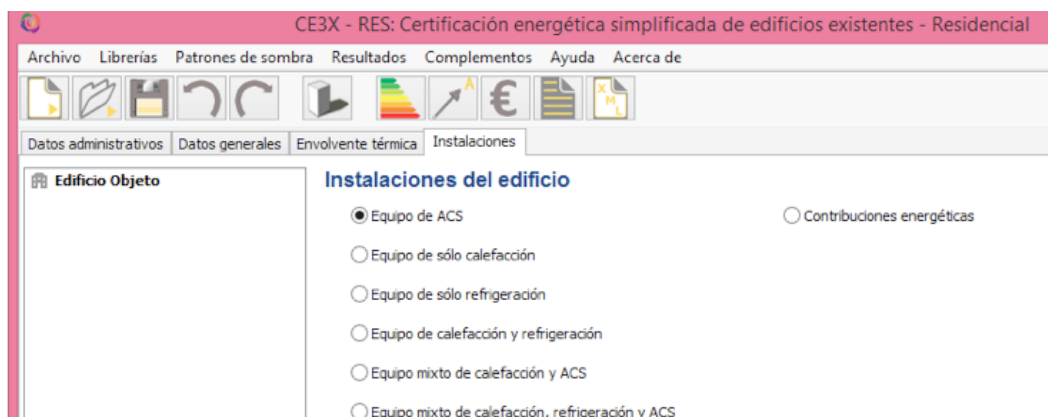 CE3X - RES: Certificación energética simplificada de edificios existentes - Residencial
Archivo Librerías Patrones de sombra Resultados Complementos Ayuda Acerca de
A € XML
Datos administrativos Datos generales Envolvente térmica Instalaciones
Edificio Objeto
Instalaciones del edificio
Equipo de ACS Contribuciones energéticas
Equipo de sólo calefacción
Equipo de sólo refrigeración
Equipo de calefacción y refrigeración
Equipo mixto de calefacción y ACS
Equipo mixto de calefacción, refrigeración y ACS